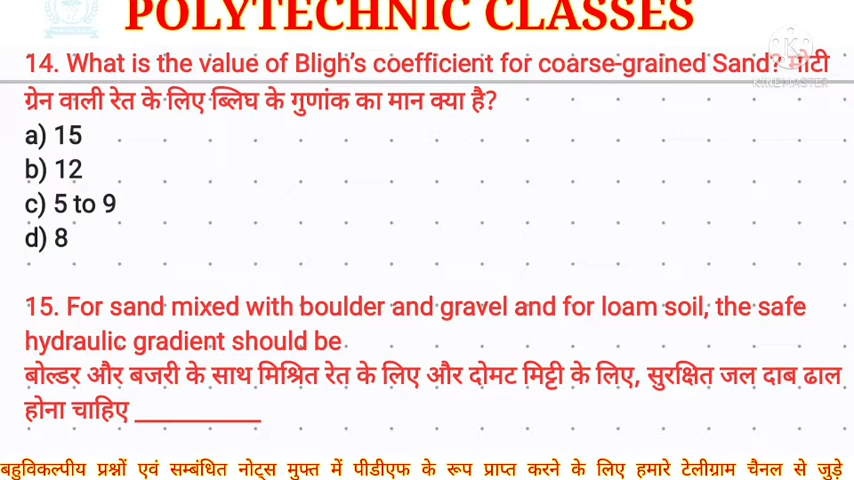 POLYTECHNIC CLASSES
14. What is the value of Bligh's coefficient for coarse-grained Sand? मोटी
KINEMASTER
ग्रेन वाली रेत के लिए ब्लिघ के गुणांक का मान क्या है?
a) 15
b) 12
c) 5 to 9
d) 8
15. For sand mixed with boulder and gravel and for loam soil, the safe
hydraulic gradient should be
बोल्डर और बजरी के साथ मिश्रित रेत के लिए और दोमट मिट्टी के लिए, सुरक्षित जल दाब ढाल
होना चाहिए ___________
बहुविकल्पीय प्रश्नों एवं सम्बंधित नोट्स मुफ्त में पीडीएफ के रूप प्राप्त करने के लिए हमारे टेलीग्राम चैनल से जुड़े